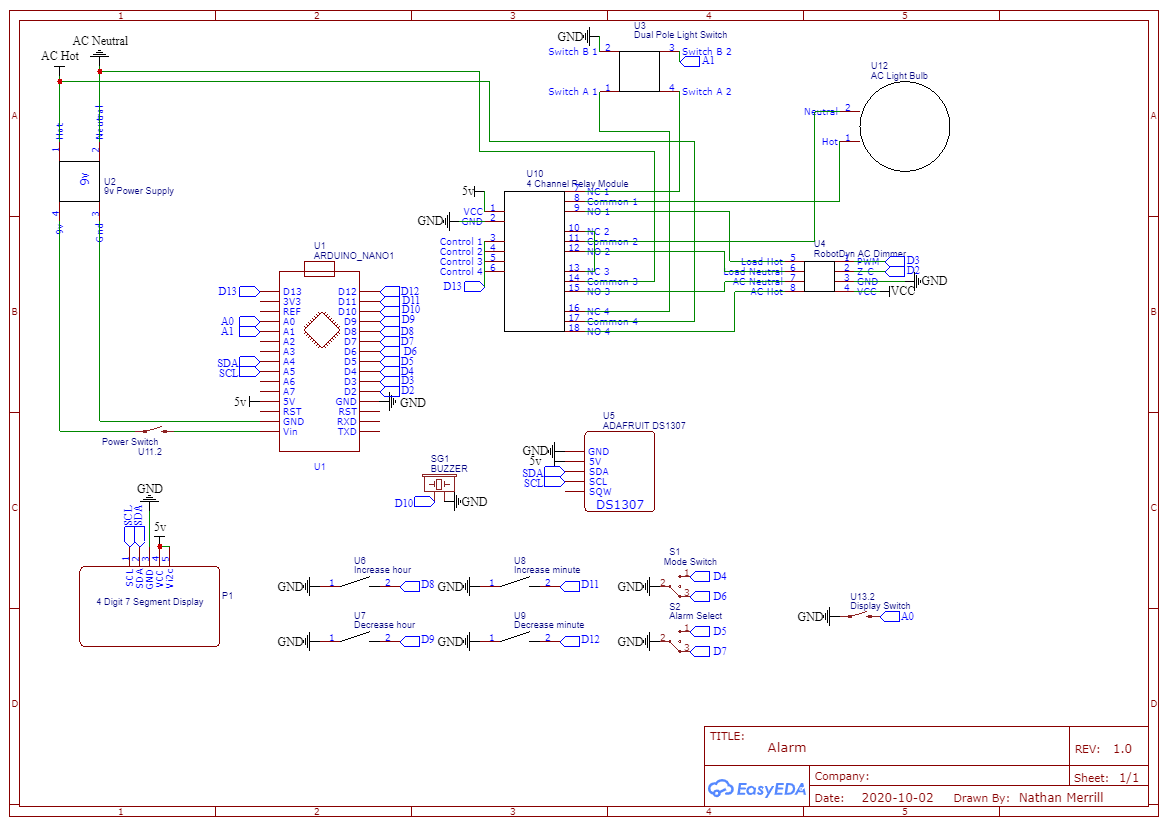 1 2 3 4 5
A
B
C
D
A
B
C
D
1 2 3 4 5
AC Neutral
AC Hot
Hot
Neutral
1
2
9v
U2
9v Power Supply
4
3
9v
Gnd
U1
ARDUINO_NANO1
D13
3V3
REF
A0
A1
A2
A3
A4
A5
A6
A7
5V
RST
GND
Vin
D12
D11
D10
D9
D8
D7
D6
D5
D4
D3
D2
GND
RST
RXD
TXD
D13
A0
A1
SDA
SCL
5v
D12
D11
D10
D9
D8
D7
D6
D5
D4
D3
D2
GND
U1
Power Switch
U11.2
U3
Dual Pole Light Switch
GND
Switch B 1
2
3
Switch B 2
A1
Switch A 1
1
4
Switch A 2
U12
AC Light Bulb
Neutral 2
Hot 1
U10
4 Channel Relay Module
5v
VCC 1
GND
GND 2
Control 1 3
Control 2 4
Control 3 5
Control 4 6
D13
7 NC 1
8 Common 1
9 NO 1
10 NC 2
11 Common 2
12 NO 2
13 NC 3
14 Common 3
15 NO 3
16 NC 4
17 Common 4
18 NO 4
U4
RobotDyn AC Dimmer
Load Hot 5
Load Neutral 6
AC Neutral 7
AC Hot 8
1 PWM D3
2 Z-C D2
3 GND GND
4 VCC VCC
SG1
BUZZER
D10
GND
U5
ADAFRUIT DS1307
GND
5v
SDA
SCL
GND
5V
SDA
SCL
SQW
DS1307
GND
SCL
SDA
5v
1 2 3 4 5
SCL
SDA
GND
VCC
Vi2c
4 Digit 7 Segment Display
P1
U6
Increase hour
GND 1 2 D8
U7
Decrease hour
GND 1 2 D9
U8
Increase minute
GND 1 2 D11
U9
Decrease minute
GND 1 2 D12
S1
Mode Switch
GND 2 1 D4
3 D6
S2
Alarm Select
GND 2 1 D5
3 D7
U13.2
Display Switch
GND A0
TITLE:
Alarm
REV: 1.0
EasyEDA
Company:
Sheet: 1/1
Date: 2020-10-02 Drawn By: Nathan Merrill